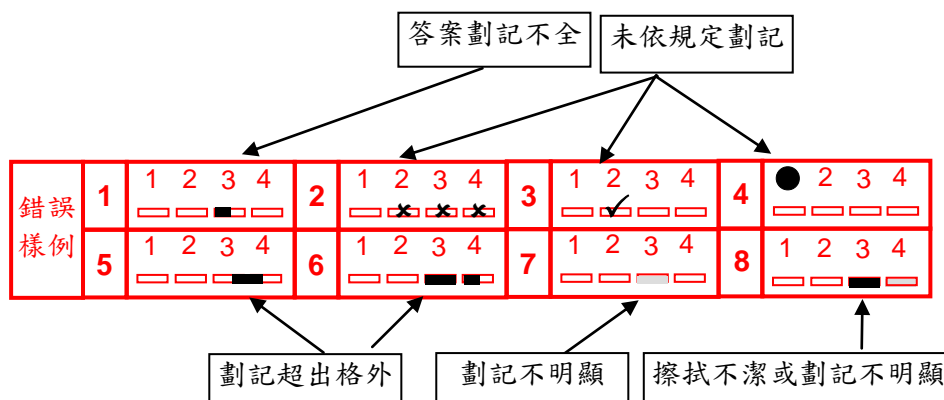 答案劃記不全
未依規定劃記
錯誤
樣例
1
1 2 3 4
2
1 2 3 4
3
1 2 3 4
4
2 3 4
5
1 2 3 4
6
1 2 3 4
7
1 2 3 4
8
1 2 3 4
劃記超出格外
劃記不明顯
擦拭不潔或劃記不明顯